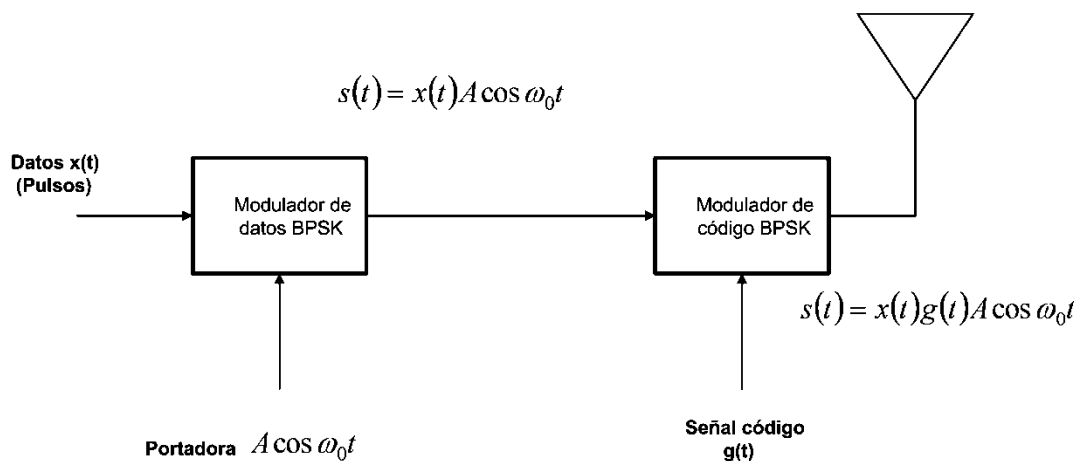 s(t) = x(t)A cos ω₀t
Datos x(t)
(Pulsos)
Modulador de
datos BPSK
Modulador de
código BPSK
s(t) = x(t)g(t)A cos ω₀t
Portadora A cos ω₀t
Señal código
g(t)